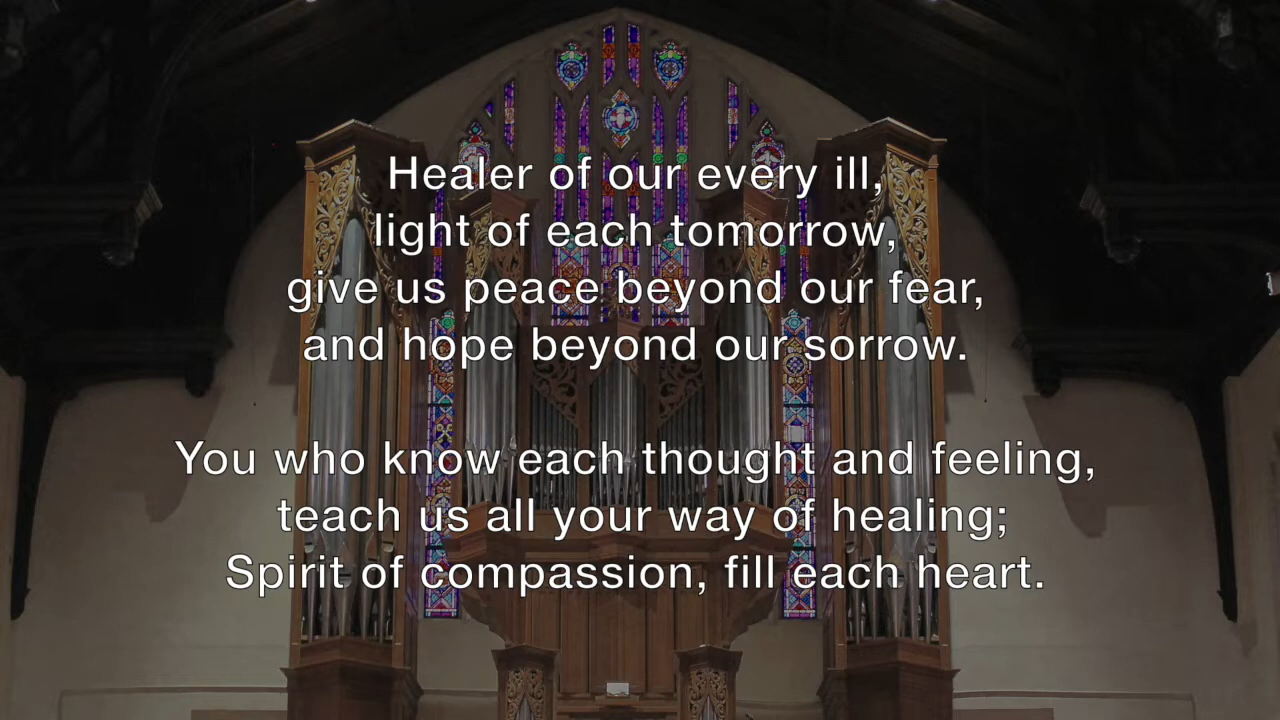 Healer of our every ill,
light of each tomorrow,
give us peace beyond our fear,
and hope beyond our sorrow.
You who know each thought and feeling,
teach us all your way of healing;
Spirit of compassion, fill each heart.